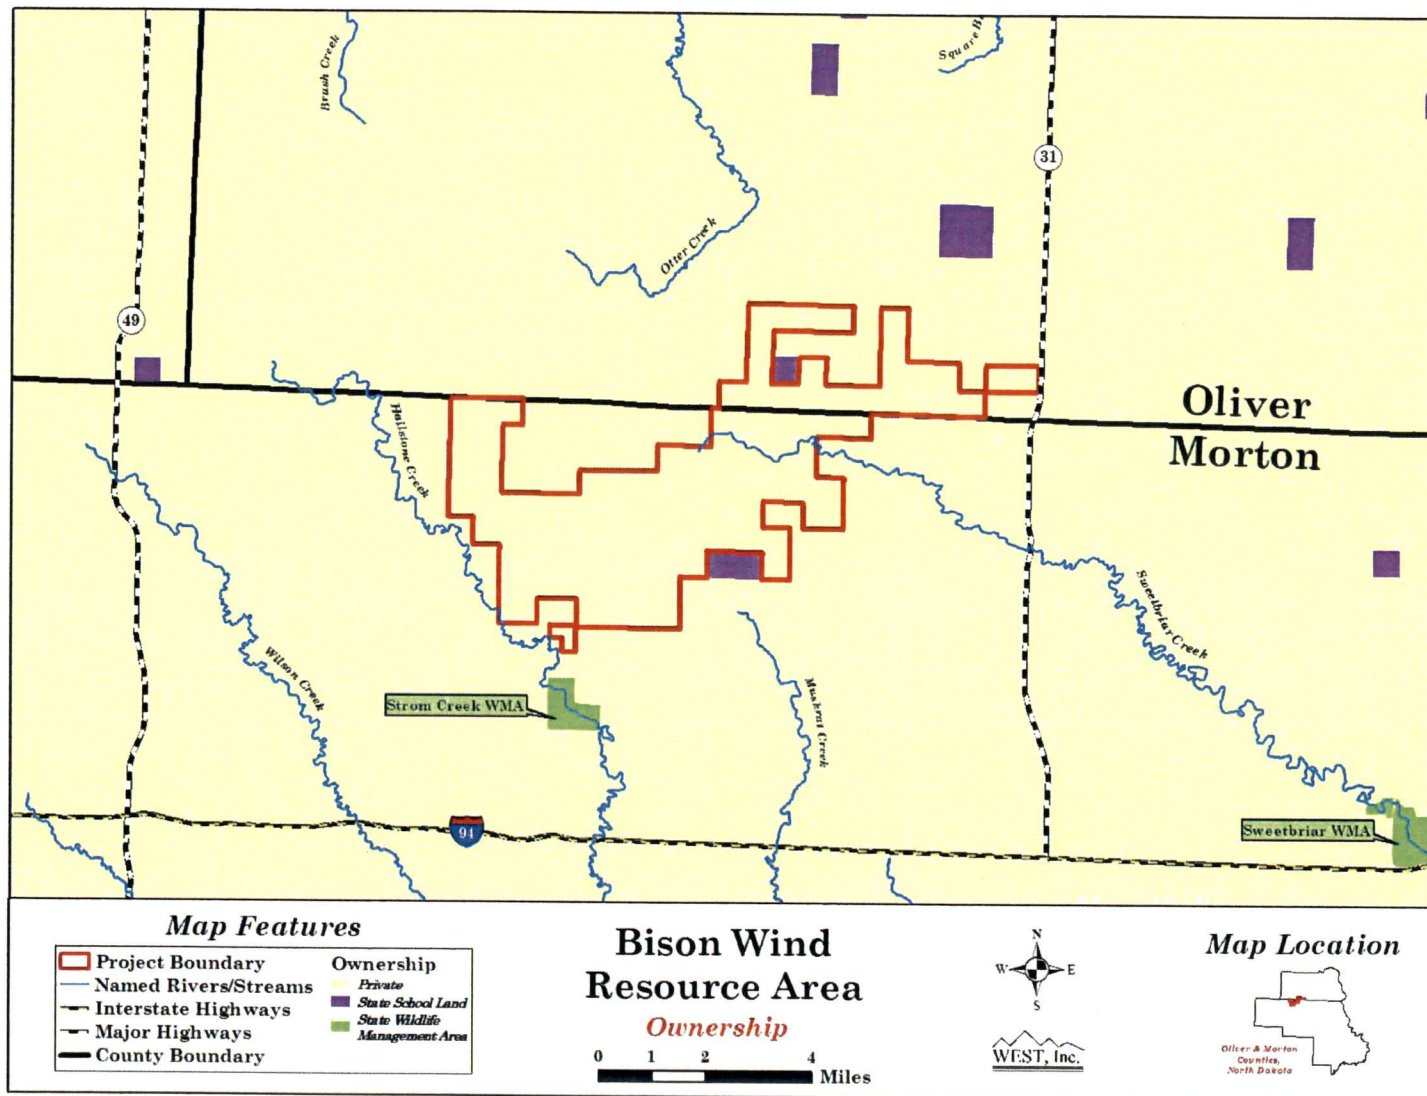 Brush Creek
Square B
31
Otter Creek
49
Hailstone Creek
Oliver
Morton
Sweetbriar Creek
Wilson Creek
Muskrat Creek
Strom Creek WMA
94
Sweetbriar WMA
Map Features
Project Boundary
Named Rivers/Streams
Interstate Highways
Major Highways
County Boundary
Ownership
Private
State School Land
State Wildlife
Management Area
Bison Wind
Resource Area
Ownership
0 1 2 4
Miles
N
W E
S
WEST, Inc.
Map Location
Oliver & Morton
Counties,
North Dakota